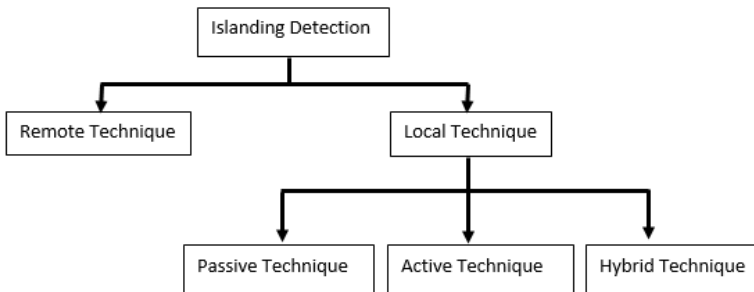 Islanding Detection
Remote Technique
Local Technique
Passive Technique
Active Technique
Hybrid Technique